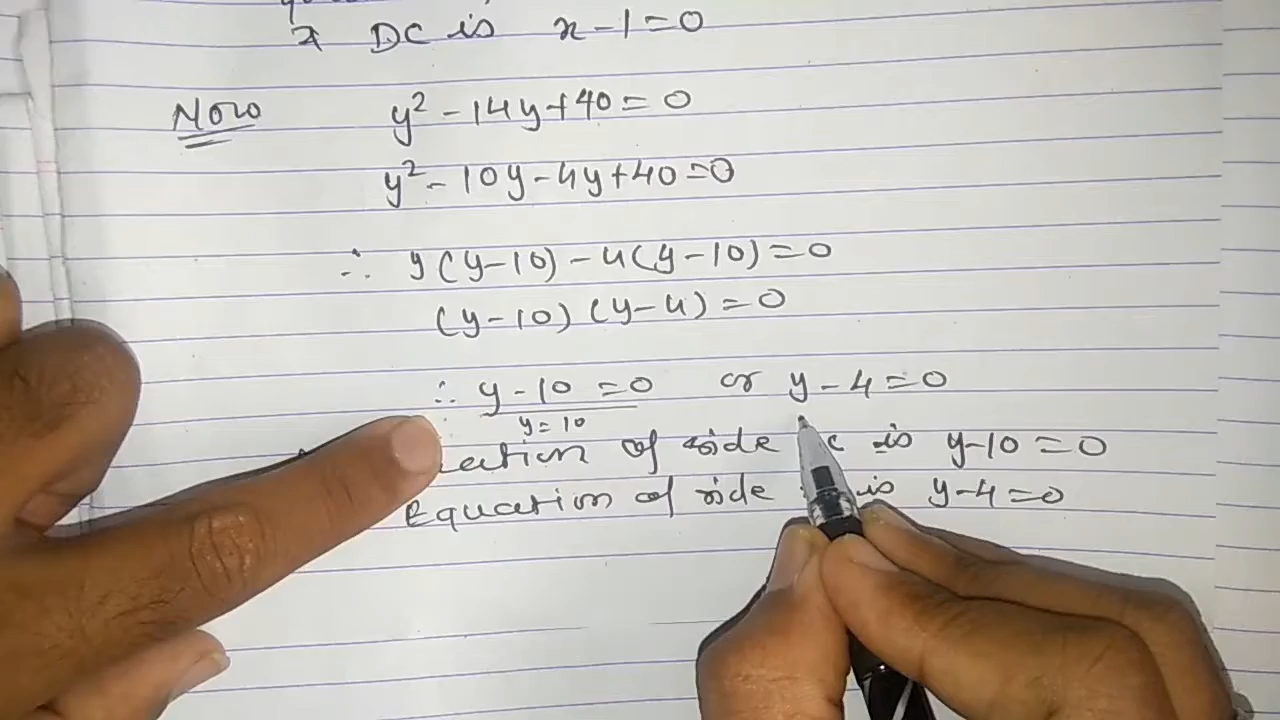 DC is x-1=0
Now y²-14y+40=0
y²-10y-4y+40=0
∴ y(y-10)-4(y-10)=0
(y-10)(y-4)=0
∴ y-10=0 or y-4=0
y=10
of side is y-10=0
Equation of side is y-4=0